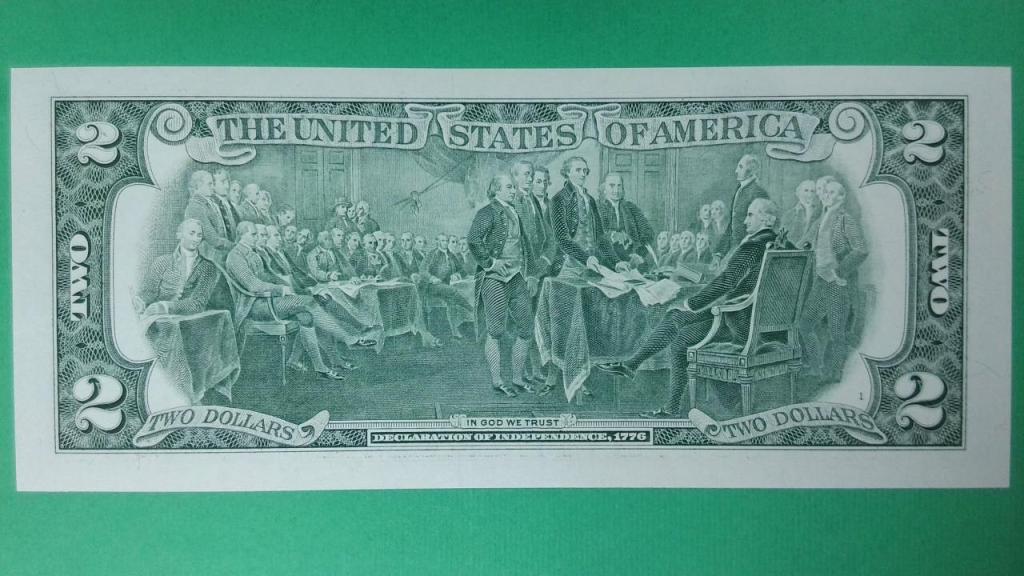 THE UNITED STATES OF AMERICA
2
2
TWO
TWO
2
2
TWO DOLLARS
TWO DOLLARS
1
IN GOD WE TRUST
DECLARATION OF INDEPENDENCE, 1776